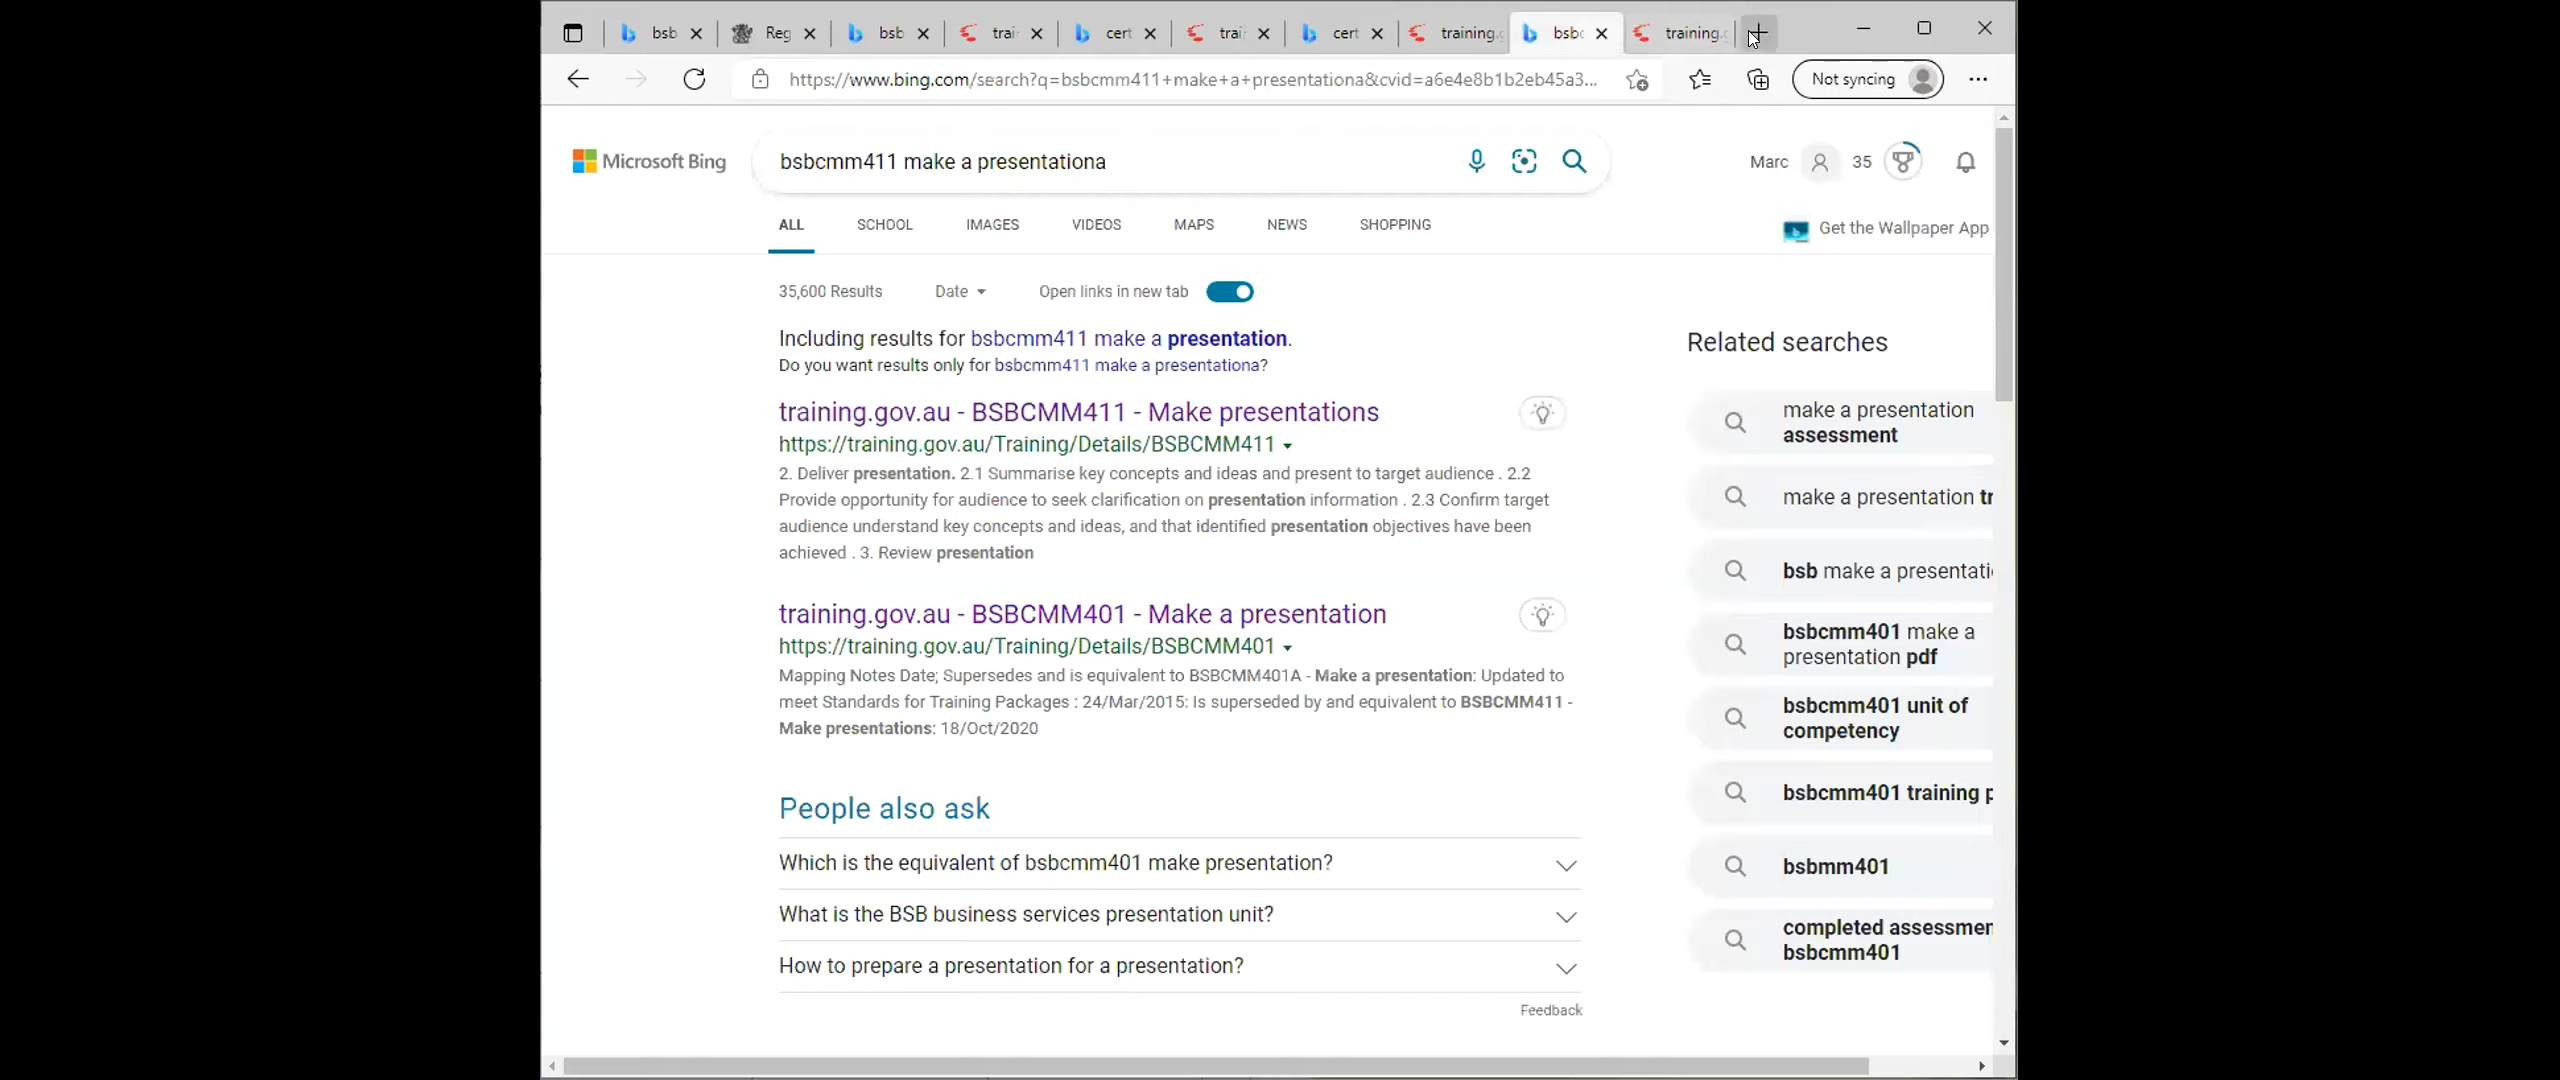 bsb
Reg
bsb
trai
cert
trai
cert
training.
bsbc
training.
https://www.bing.com/search?q=bsbcmm411+make+a+presentationa&cvid=a6e4e8b1b2eb45a3...
Not syncing
Microsoft Bing
bsbcmm411 make a presentationa
Marc
35
ALL
SCHOOL
IMAGES
VIDEOS
MAPS
NEWS
SHOPPING
Get the Wallpaper App
35,600 Results
Date
Open links in new tab
Including results for bsbcmm411 make a presentation.
Do you want results only for bsbcmm411 make a presentationa?
training.gov.au - BSBCMM411 - Make presentations
https://training.gov.au/Training/Details/BSBCMM411
2. Deliver presentation. 2.1 Summarise key concepts and ideas and present to target audience . 2.2
Provide opportunity for audience to seek clarification on presentation information . 2.3 Confirm target
audience understand key concepts and ideas, and that identified presentation objectives have been
achieved . 3. Review presentation
training.gov.au - BSBCMM401 - Make a presentation
https://training.gov.au/Training/Details/BSBCMM401
Mapping Notes Date; Supersedes and is equivalent to BSBCMM401A - Make a presentation: Updated to
meet Standards for Training Packages : 24/Mar/2015: Is superseded by and equivalent to BSBCMM411 -
Make presentations: 18/Oct/2020
People also ask
Which is the equivalent of bsbcmm401 make presentation?
What is the BSB business services presentation unit?
How to prepare a presentation for a presentation?
Feedback
Related searches
make a presentation
assessment
make a presentation tr
bsb make a presentati
bsbcmm401 make a
presentation pdf
bsbcmm401 unit of
competency
bsbcmm401 training p
bsbmm401
completed assessmen
bsbcmm401